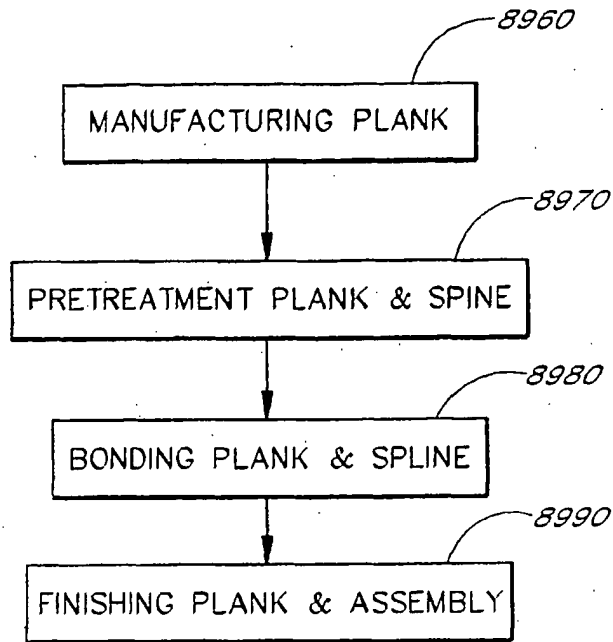 8960
MANUFACTURING PLANK
8970
PRETREATMENT PLANK & SPINE
8980
BONDING PLANK & SPLINE
8990
FINISHING PLANK & ASSEMBLY